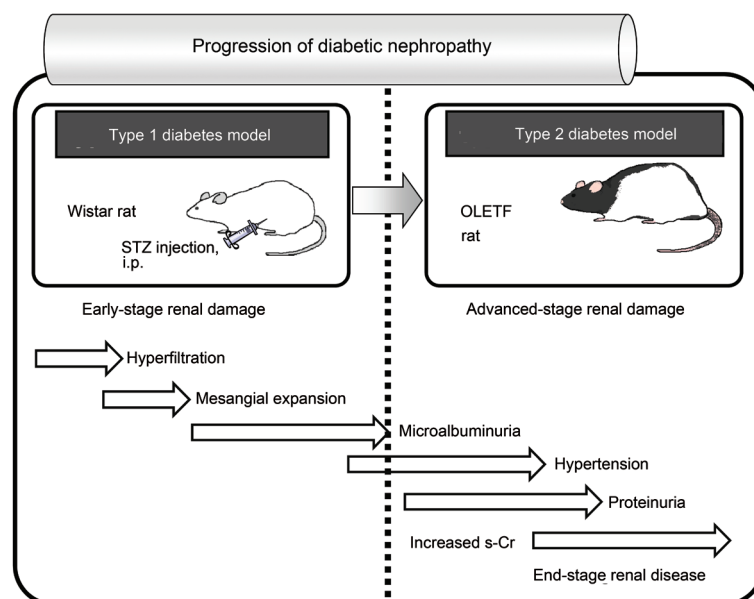 Progression of diabetic nephropathy
Type 1 diabetes model
Wistar rat
STZ injection,
i.p.
Early-stage renal damage
Type 2 diabetes model
OLETF
rat
Advanced-stage renal damage
Hyperfiltration
Mesangial expansion
Microalbuminuria
Hypertension
Proteinuria
Increased s-Cr
End-stage renal disease